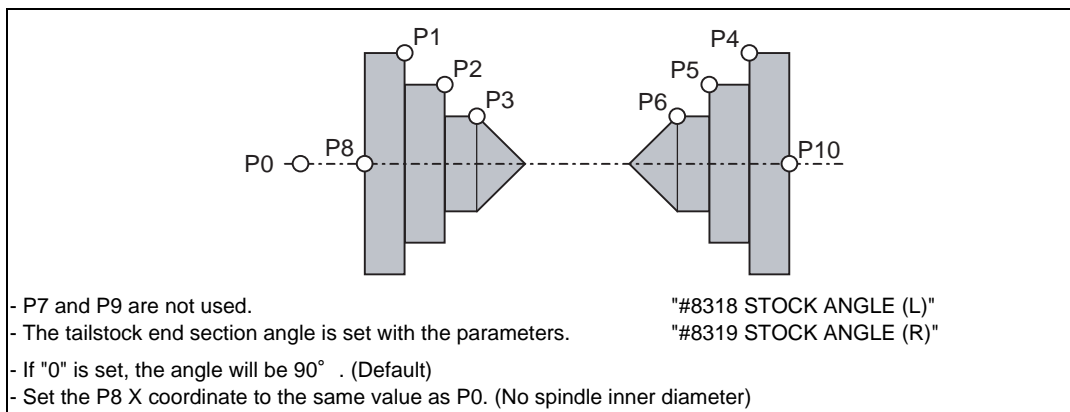 P1
P4
P2
P5
P3
P6
P0
P8
P10
- P7 and P9 are not used. "#8318 STOCK ANGLE (L)"
- The tailstock end section angle is set with the parameters. "#8319 STOCK ANGLE (R)"
- If "0" is set, the angle will be 90° . (Default)
- Set the P8 X coordinate to the same value as P0. (No spindle inner diameter)